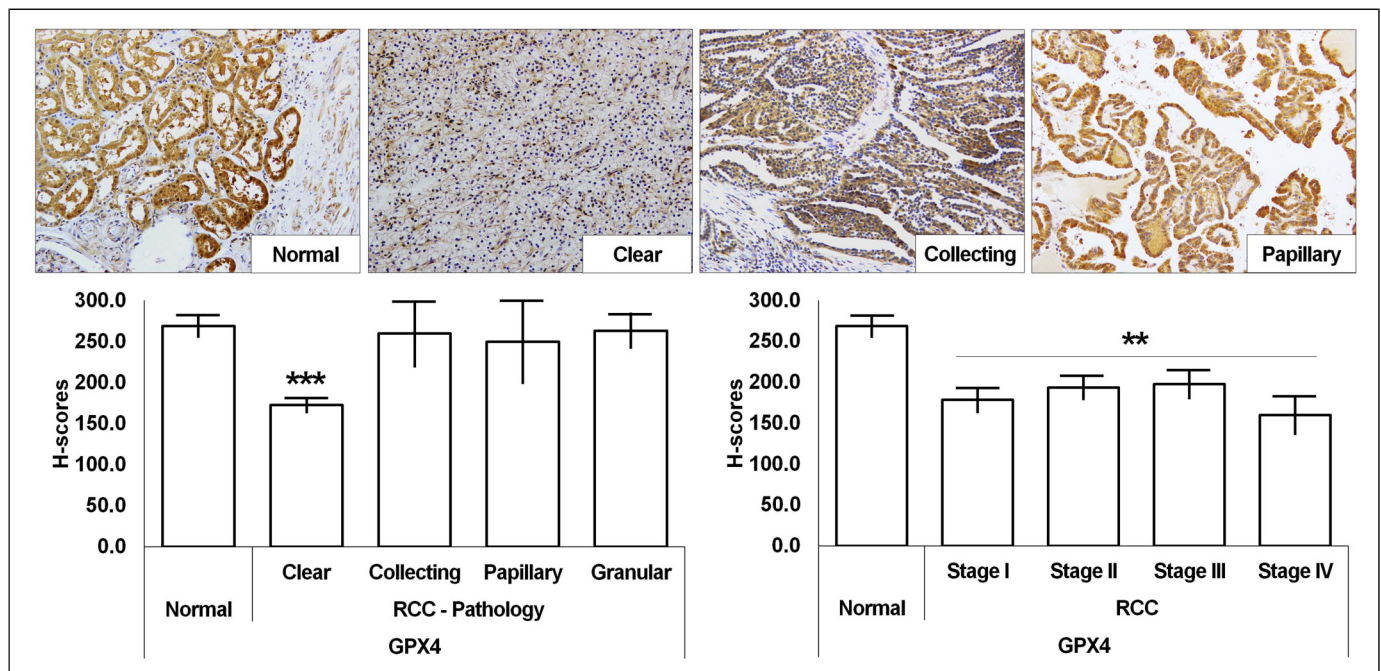 Normal
Clear
Collecting
Papillary
300.0
250.0
200.0
150.0
100.0
50.0
0.0
H-scores
***
Clear Collecting Papillary Granular
Normal RCC - Pathology
GPX4
300.0
250.0
200.0
150.0
100.0
50.0
0.0
H-scores
**
Stage I Stage II Stage III Stage IV
Normal RCC
GPX4